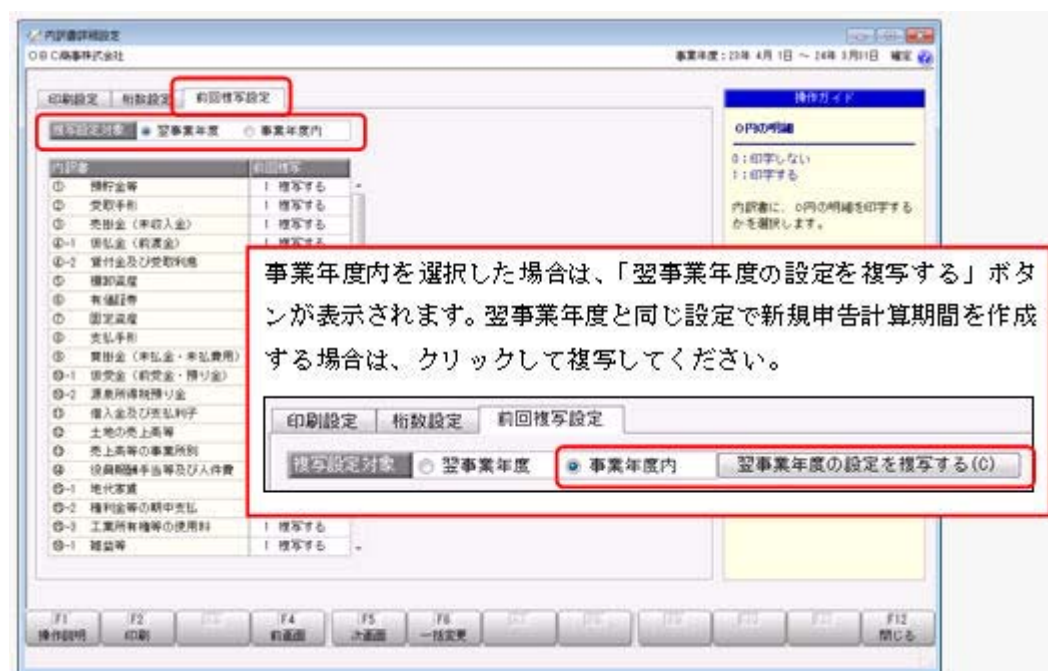 内訳書詳細設定
OBC商事株式会社
事業年度:23年 4月 1日 ～ 24年 3月31日 確定
印刷設定 桁数設定 前回複写設定
複写設定対象 翌事業年度 事業年度内
内訳書 前回複写
① 預貯金等 1 複写する
② 受取手形 1 複写する
③ 売掛金（未収入金） 1 複写する
④-1 仮払金（前渡金） 1 複写する
④-2 貸付金及び受取利息
⑤ 棚卸資産
⑥ 有価証券
⑦ 固定資産
⑧ 支払手形
⑨ 買掛金（未払金・未払費用）
⑩-1 仮受金（前受金・預り金）
⑩-2 源泉所得税預り金
⑪ 借入金及び支払利子
⑫ 土地の売上高等
⑬ 売上高等の事業所別
⑭ 役員報酬手当等及び人件費
⑮-1 地代家賃
⑮-2 権利金等の期中支払
⑮-3 工業所有権等の使用料 1 複写する
⑯-1 雑益等 1 複写する
操作ガイド
0円の明細
0:印字しない
1:印字する
内訳書に、0円の明細を印字する
かを選択します。
事業年度内を選択した場合は、「翌事業年度の設定を複写する」ボタ
ンが表示されます。翌事業年度と同じ設定で新規申告計算期間を作成
する場合は、クリックして複写してください。
印刷設定 桁数設定 前回複写設定
複写設定対象 翌事業年度 事業年度内 翌事業年度の設定を複写する(C)
F1 F2 F4 F5 F6 F12
操作説明 印刷 前画面 次画面 一括変更 閉じる